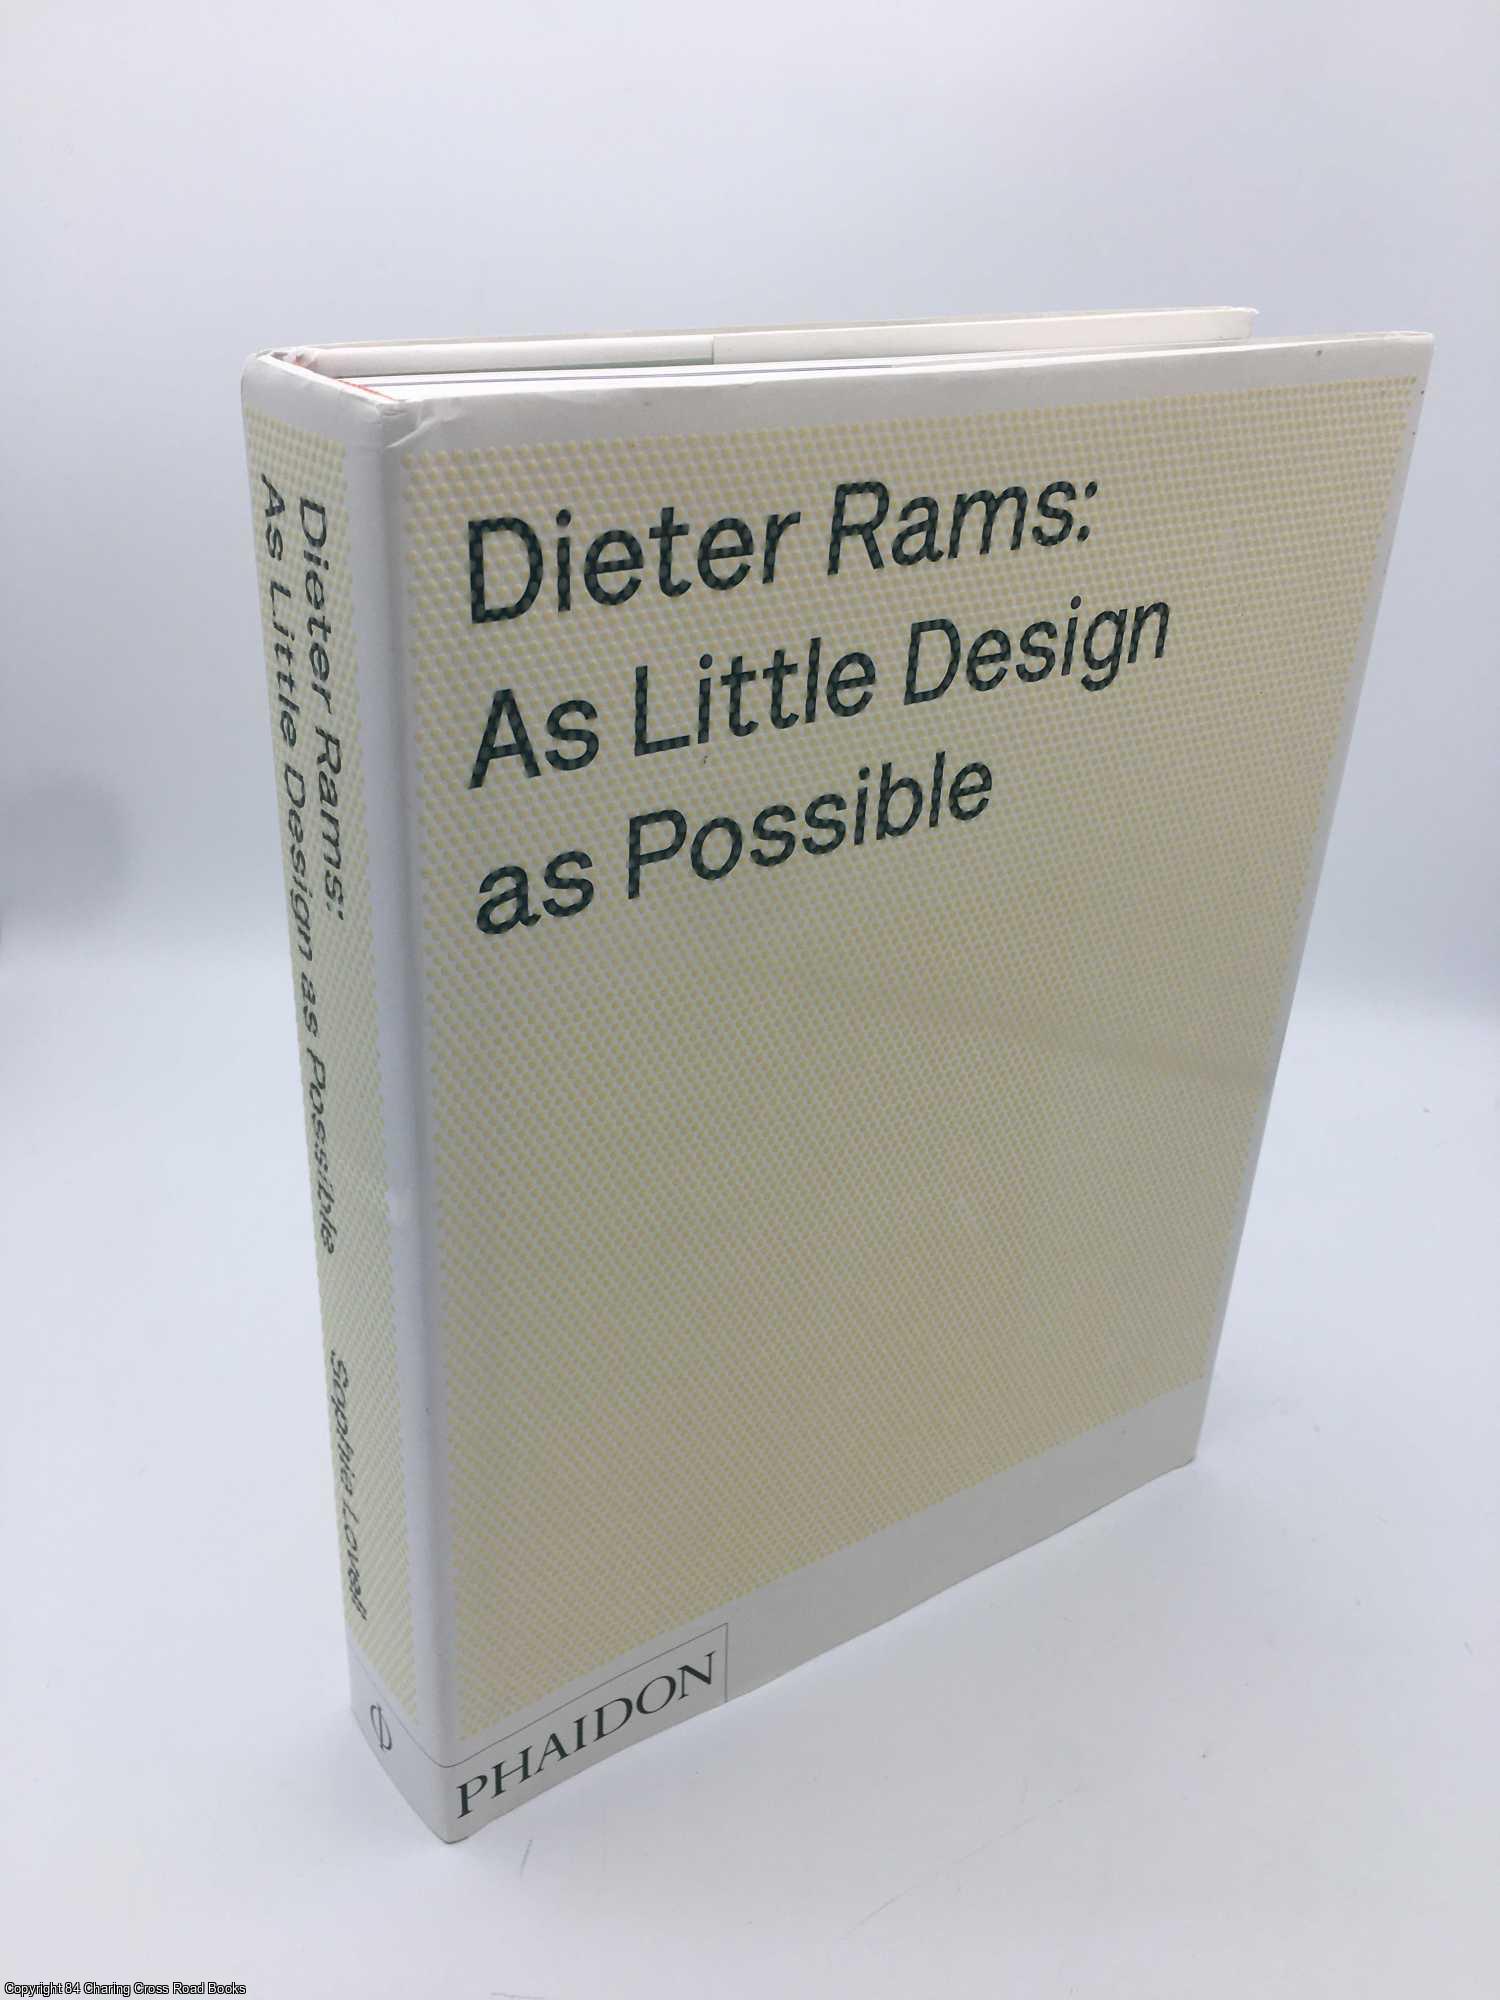 Dieter Rams:
As Little Design
as Possible
PHAIDON
Dieter Rams:
As Little Design as Possible
Sophie Lovell
Copyright 84 Charing Cross Road Books